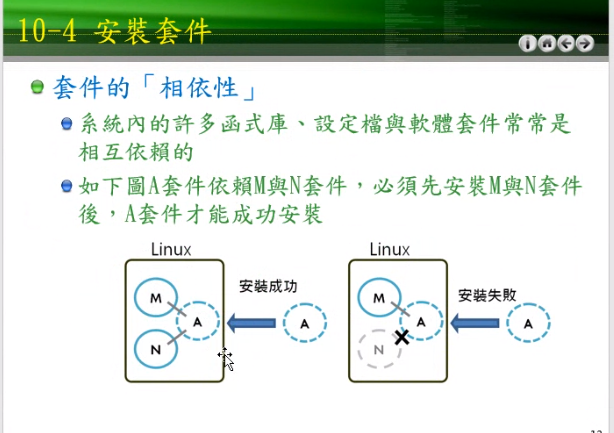 10-4 安裝套件
套件的「相依性」
系統內的許多函式庫、設定檔與軟體套件常常是
相互依賴的
如下圖A套件依賴M與N套件，必須先安裝M與N套件
後，A套件才能成功安裝
Linux
M
N
A
安裝成功
A
Linux
M
N
A
安裝失敗
A